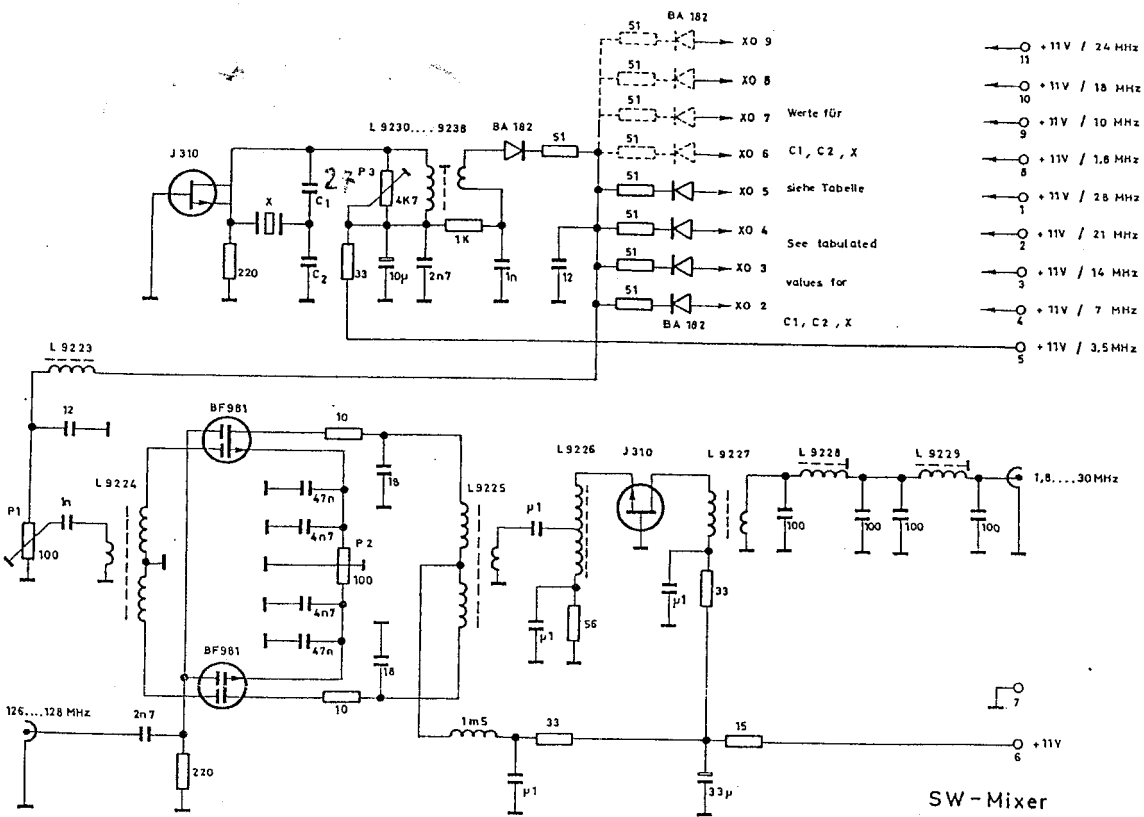 BA 182
51
XO 9
+11V / 24 MHz
11
51
XO 8
+11V / 18 MHz
10
51
XO 7
Werte für
+11V / 10 MHz
9
L 9230....9238
BA 182
51
51
XO 6
C1, C2, X
+11V / 1,8 MHz
8
J 310
27
P3
4K7
X
C1
51
XO 5
siehe Tabelle
+11V / 28 MHz
1
1K
51
XO 4
See tabulated
+11V / 21 MHz
2
220
C2
33
10µ
2n7
1n
12
51
XO 3
values for
+11V / 14 MHz
3
51
XO 2
BA 182
C1, C2, X
+11V / 7 MHz
4
+11V / 3,5 MHz
5
L 9223
12
BF981
10
18
L 9226
J 310
L 9227
L 9228
L 9229
1,8....30MHz
L 9224
1n
47n
L 9225
P1
100
4n7
µ1
100
100
100
100
P2
100
µ1
33
4n7
µ1
56
47n
BF981
18
10
7
126....128 MHz
2n7
1m5
33
15
+11V
6
220
µ1
33µ
SW-Mixer